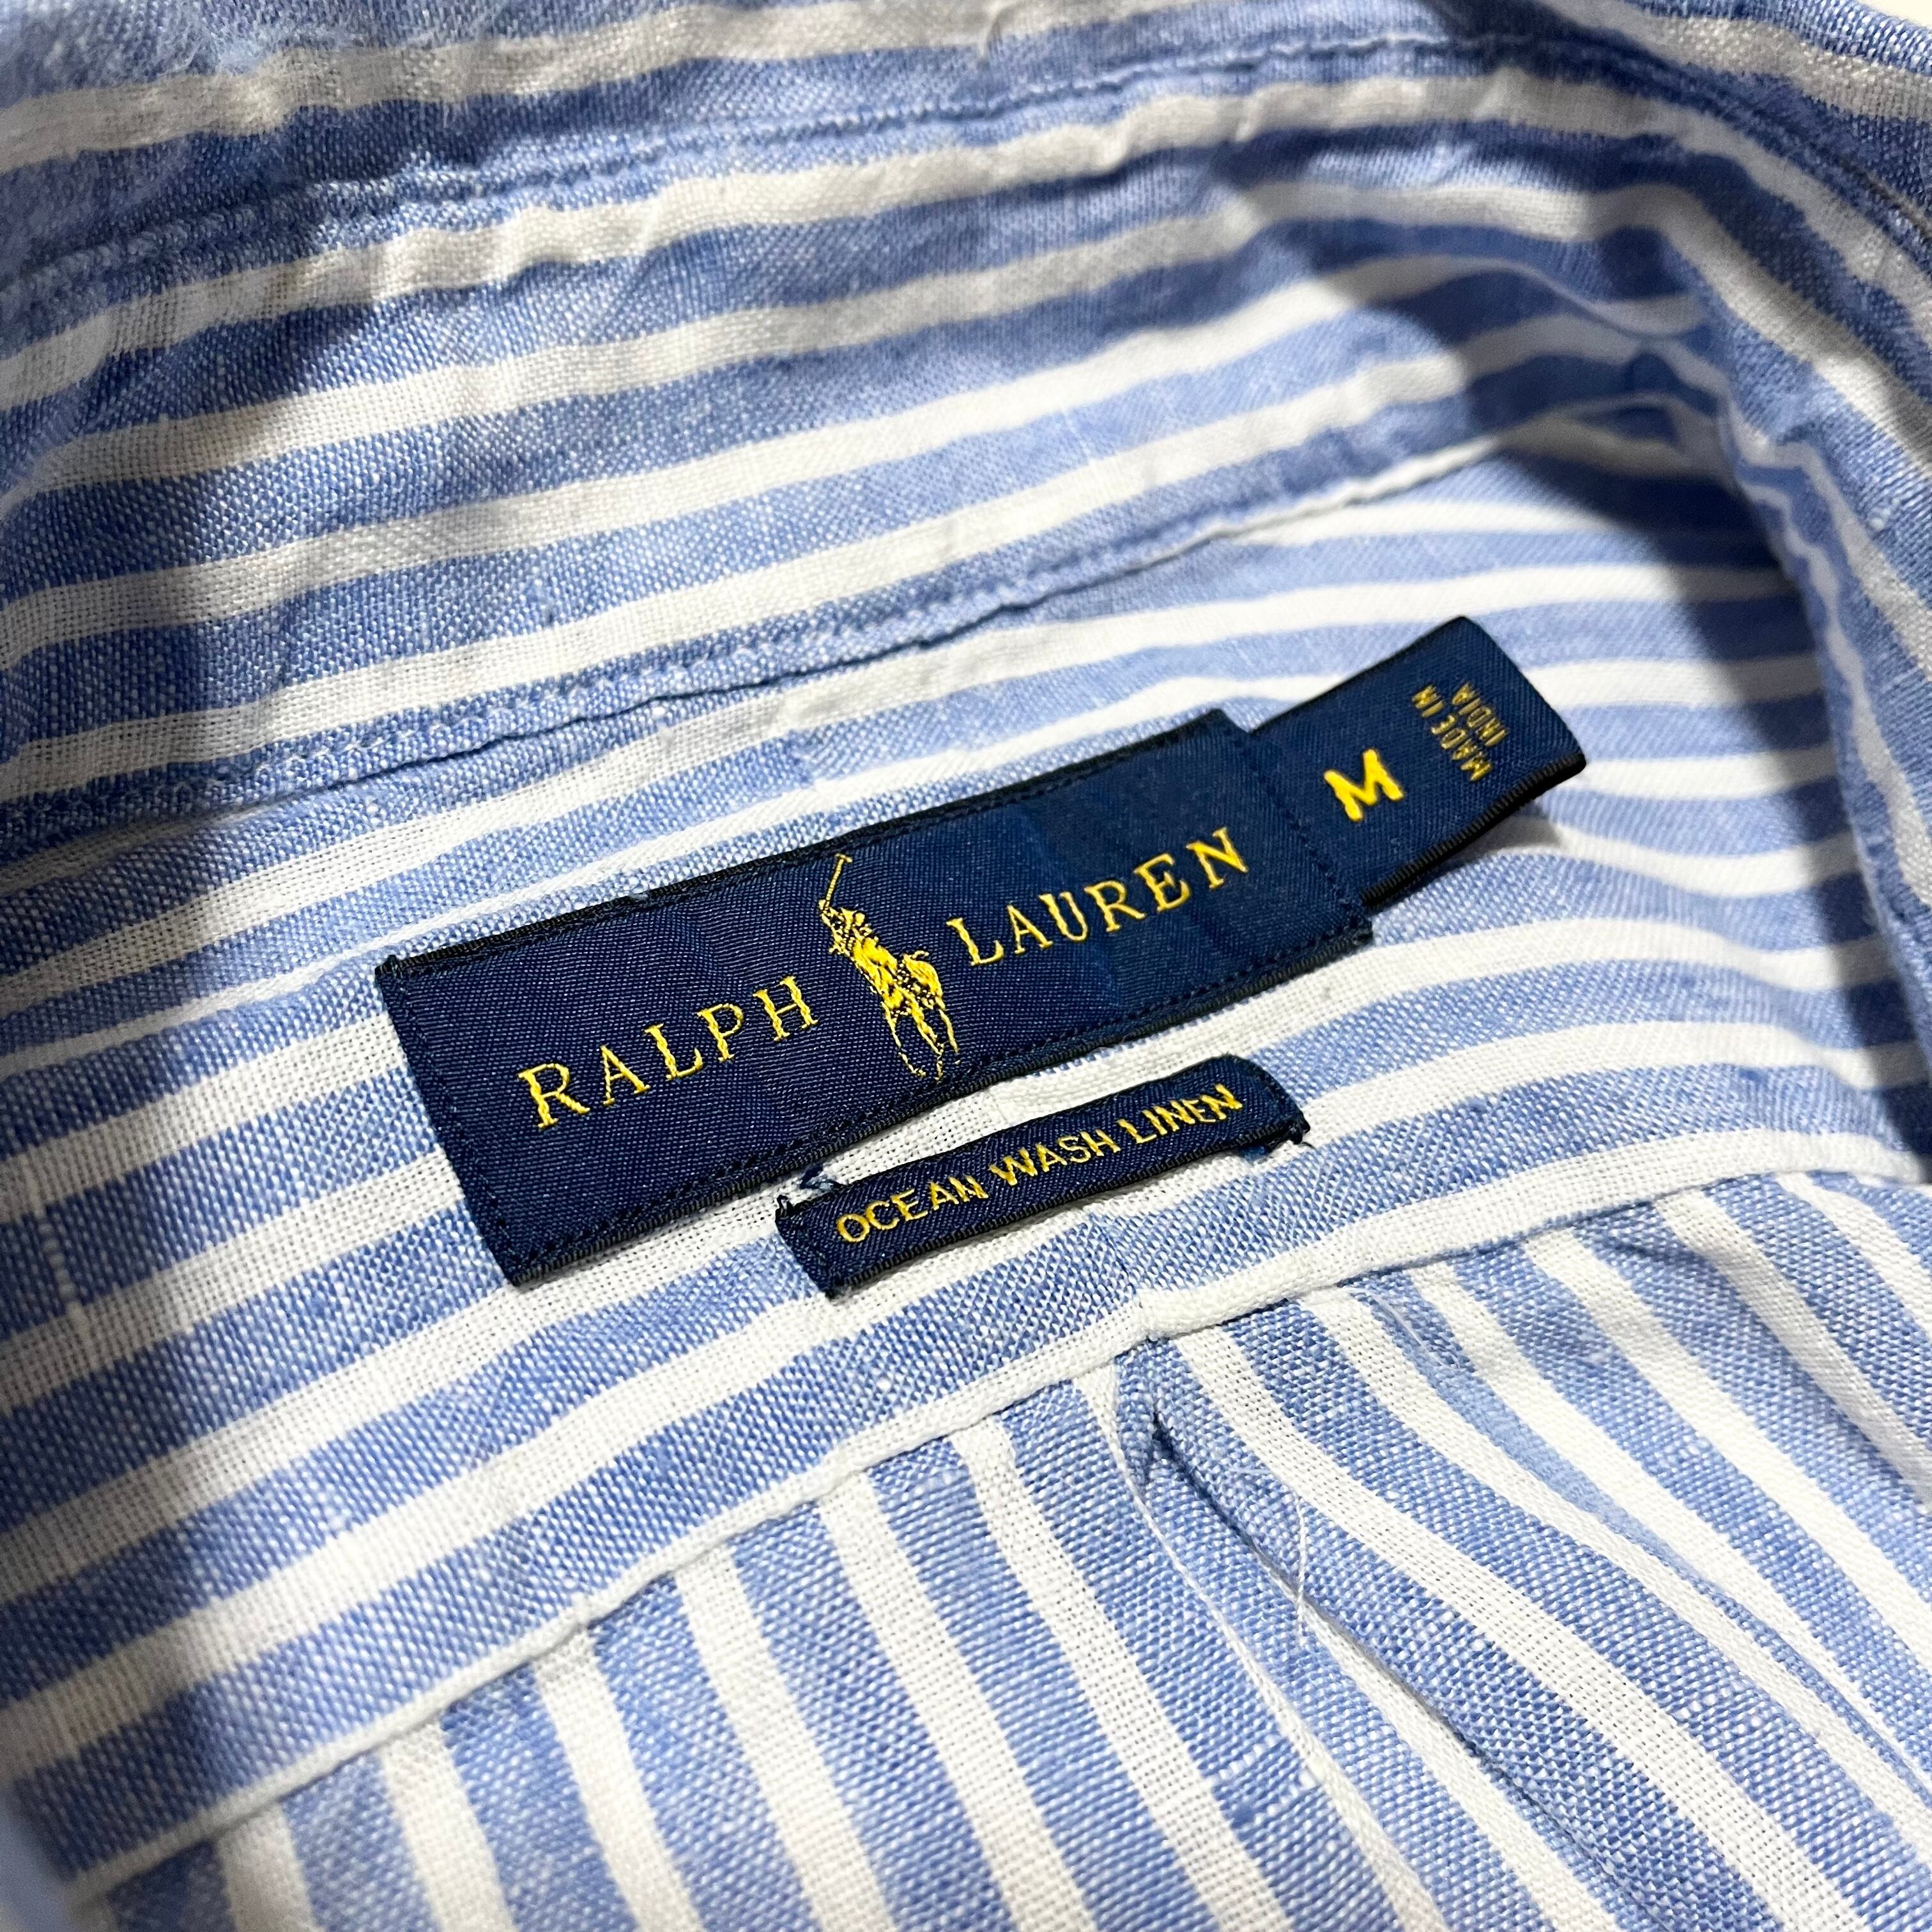 RALPH LAUREN
M
MADE IN
INDIA
OCEAN WASH LINEN